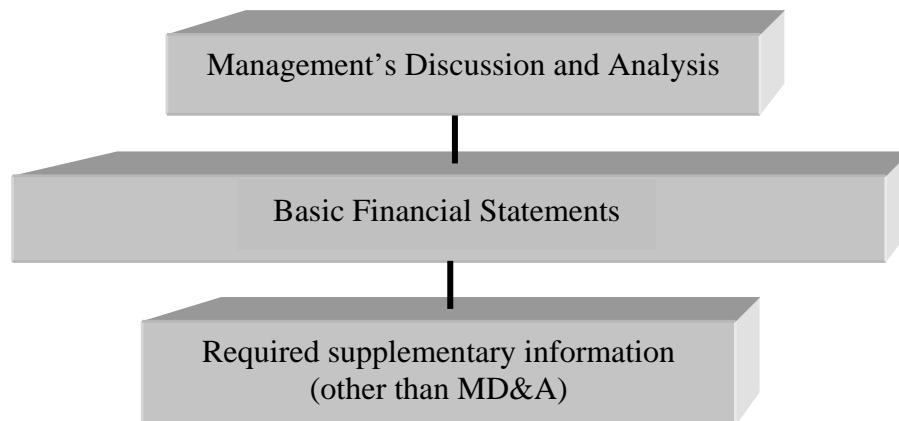 Management’s Discussion and Analysis
Basic Financial Statements
Required supplementary information
(other than MD&A)